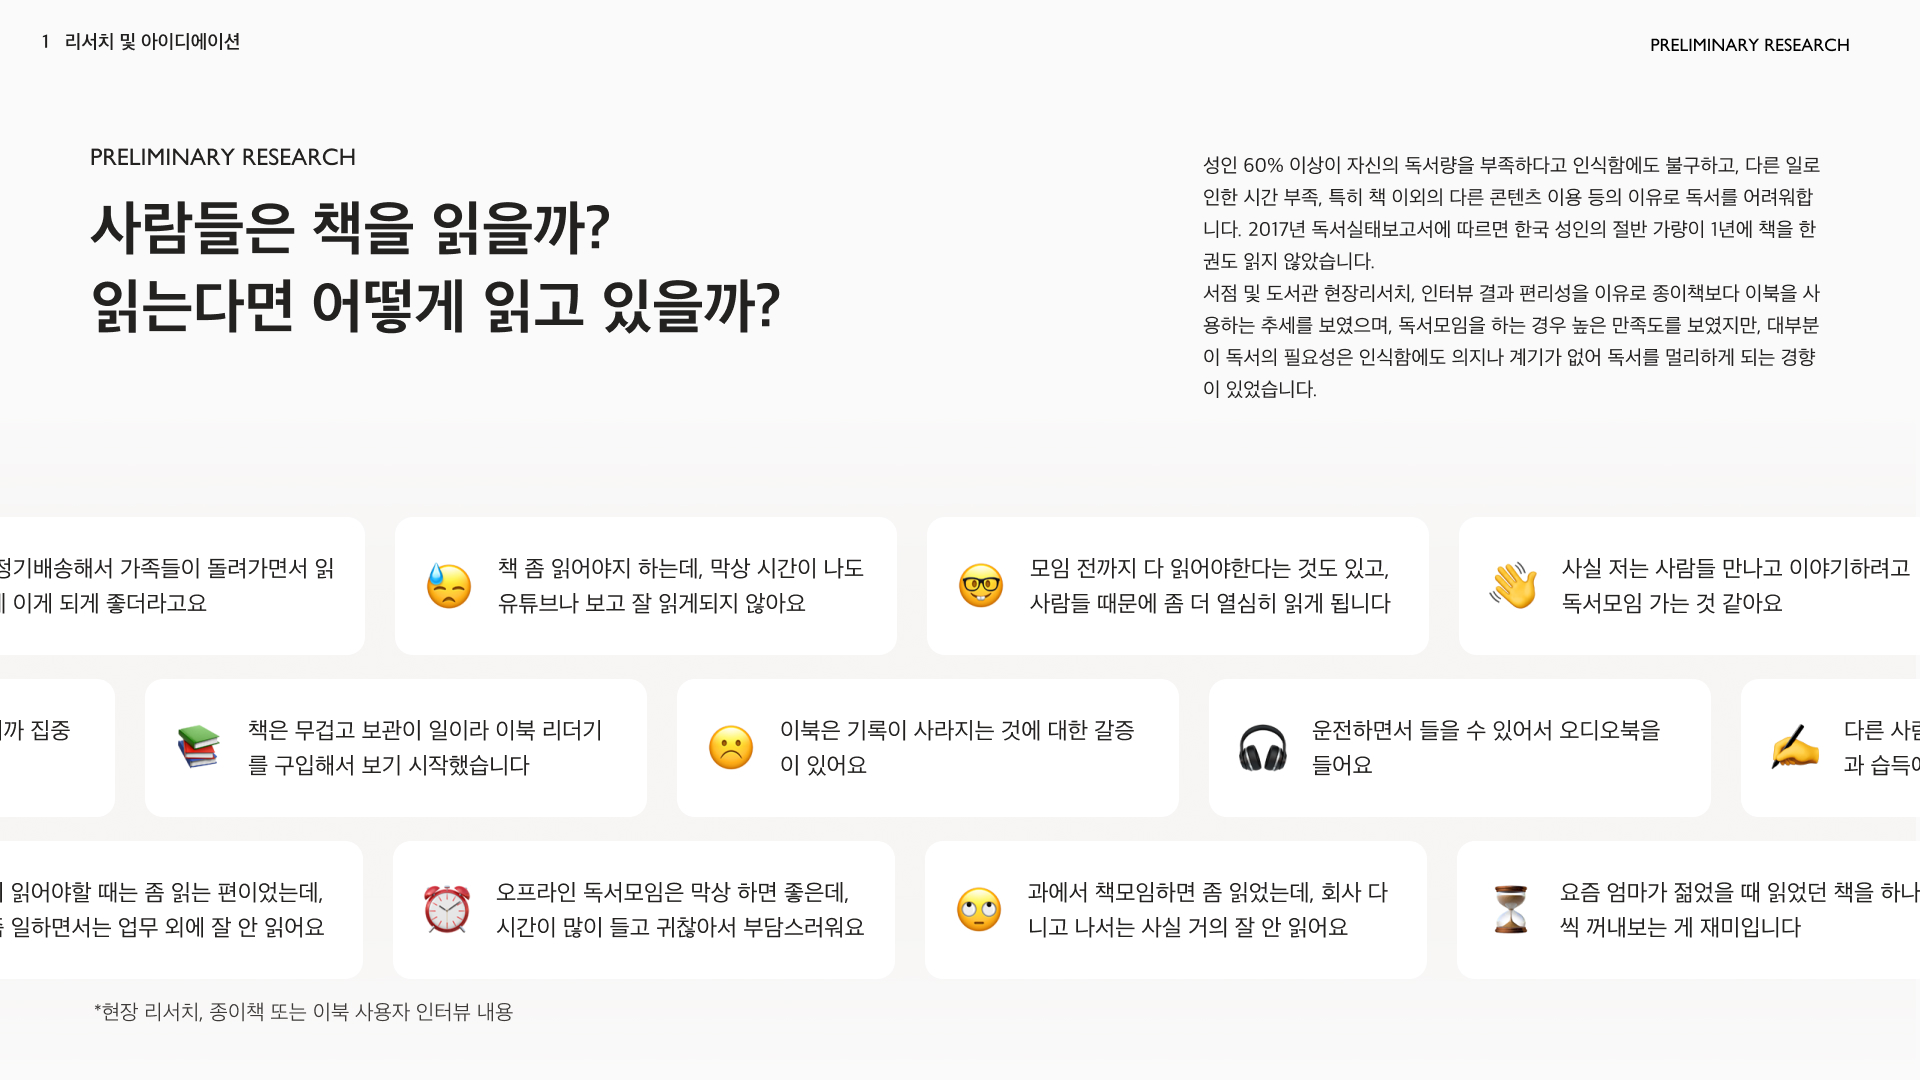 1 리서치 및 아이디에이션
PRELIMINARY RESEARCH
PRELIMINARY RESEARCH
사람들은 책을 읽을까?
읽는다면 어떻게 읽고 있을까?
성인 60% 이상이 자신의 독서량을 부족하다고 인식함에도 불구하고, 다른 일로
인한 시간 부족, 특히 책 이외의 다른 콘텐츠 이용 등의 이유로 독서를 어려워합
니다. 2017년 독서실태보고서에 따르면 한국 성인의 절반 가량이 1년에 책을 한
권도 읽지 않았습니다.
서점 및 도서관 현장리서치, 인터뷰 결과 편리성을 이유로 종이책보다 이북을 사
용하는 추세를 보였으며, 독서모임을 하는 경우 높은 만족도를 보였지만, 대부분
이 독서의 필요성은 인식함에도 의지나 계기가 없어 독서를 멀리하게 되는 경향
이 있었습니다.
정기배송해서 가족들이 돌려가면서 읽
이게 되게 좋더라고요
책 좀 읽어야지 하는데, 막상 시간이 나도
유튜브나 보고 잘 읽게되지 않아요
모임 전까지 다 읽어야한다는 것도 있고,
사람들 때문에 좀 더 열심히 읽게 됩니다
사실 저는 사람들 만나고 이야기하려고
독서모임 가는 것 같아요
까 집중
책은 무겁고 보관이 일이라 이북 리더기
를 구입해서 보기 시작했습니다
이북은 기록이 사라지는 것에 대한 갈증
이 있어요
운전하면서 들을 수 있어서 오디오북을
들어요
다른 사람
과 습득에
읽어야할 때는 좀 읽는 편이었는데,
일하면서는 업무 외에 잘 안 읽어요
오프라인 독서모임은 막상 하면 좋은데,
시간이 많이 들고 귀찮아서 부담스러워요
과에서 책모임하면 좀 읽었는데, 회사 다
니고 나서는 사실 거의 잘 안 읽어요
요즘 엄마가 젊었을 때 읽었던 책을 하나
씩 꺼내보는 게 재미입니다
*현장 리서치, 종이책 또는 이북 사용자 인터뷰 내용